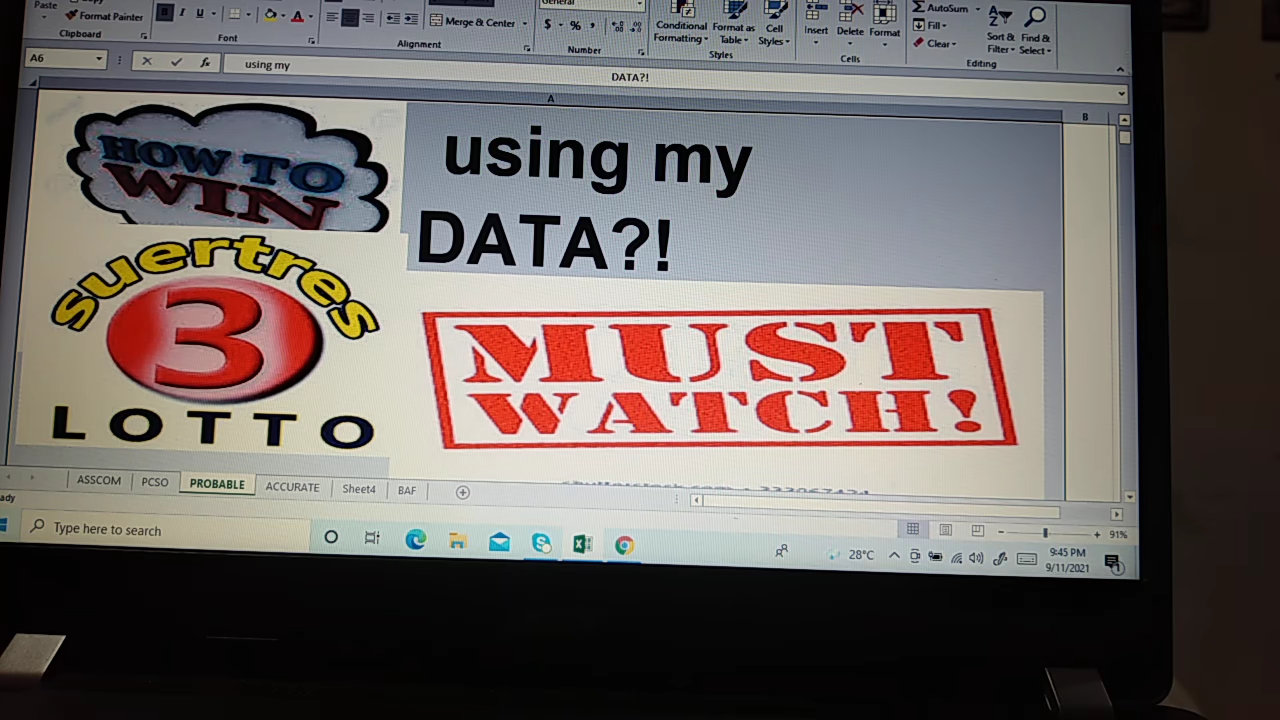 Paste
Format Painter
Clipboard
Font
Merge & Center
Alignment
General
$ % ,
Number
Conditional Formatting
Format as Table
Cell Styles
Styles
Insert
Delete
Format
Cells
AutoSum
Fill
Clear
Sort & Filter
Find & Select
Editing
A6
fx
using my
DATA?!
A
B
HOW TO
WIN
using my
DATA?!
suertres
3
LOTTO
MUST
WATCH!
ASSCOM
PCSO
PROBABLE
ACCURATE
Sheet4
BAF
91%
Type here to search
28°C
9:45 PM
9/11/2021
1